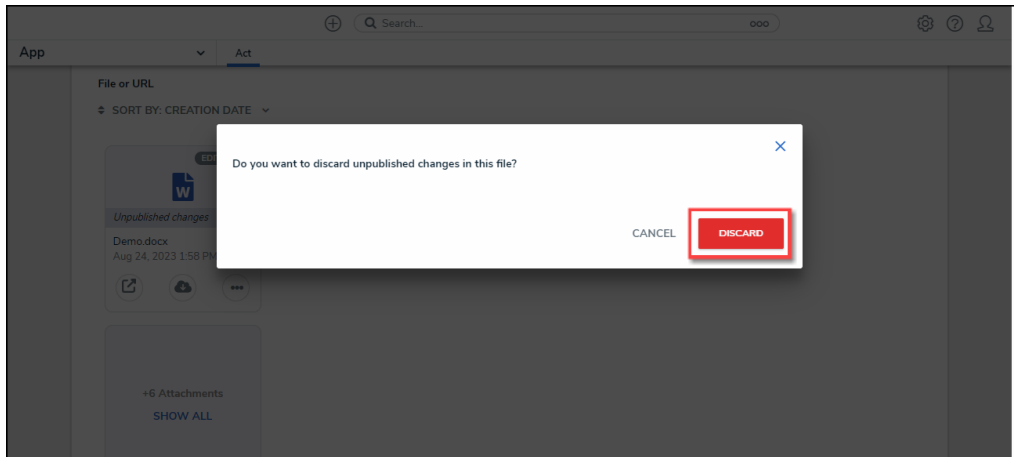 Search...
App
Act
File or URL
SORT BY: CREATION DATE
Do you want to discard unpublished changes in this file?
W
Unpublished changes
CANCEL
DISCARD
Demo.docx
Aug 24, 2023 1:58 PM
+6 Attachments
SHOW ALL